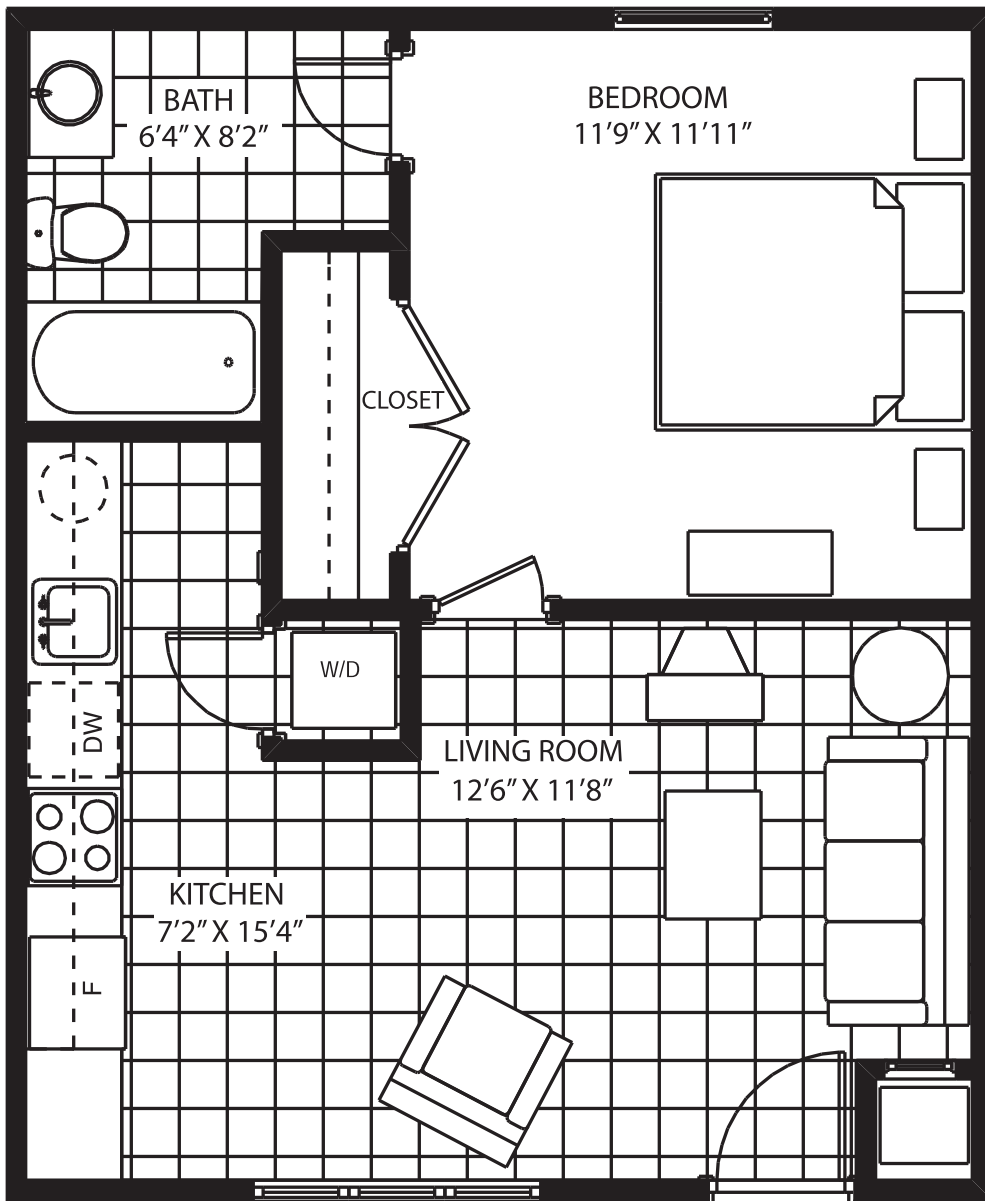 BATH
6’4” X 8’2”
BEDROOM
11’9” X 11’11”
CLOSET
W/D
DW
LIVING ROOM
12’6” X 11’8”
KITCHEN
7’2” X 15’4”
F